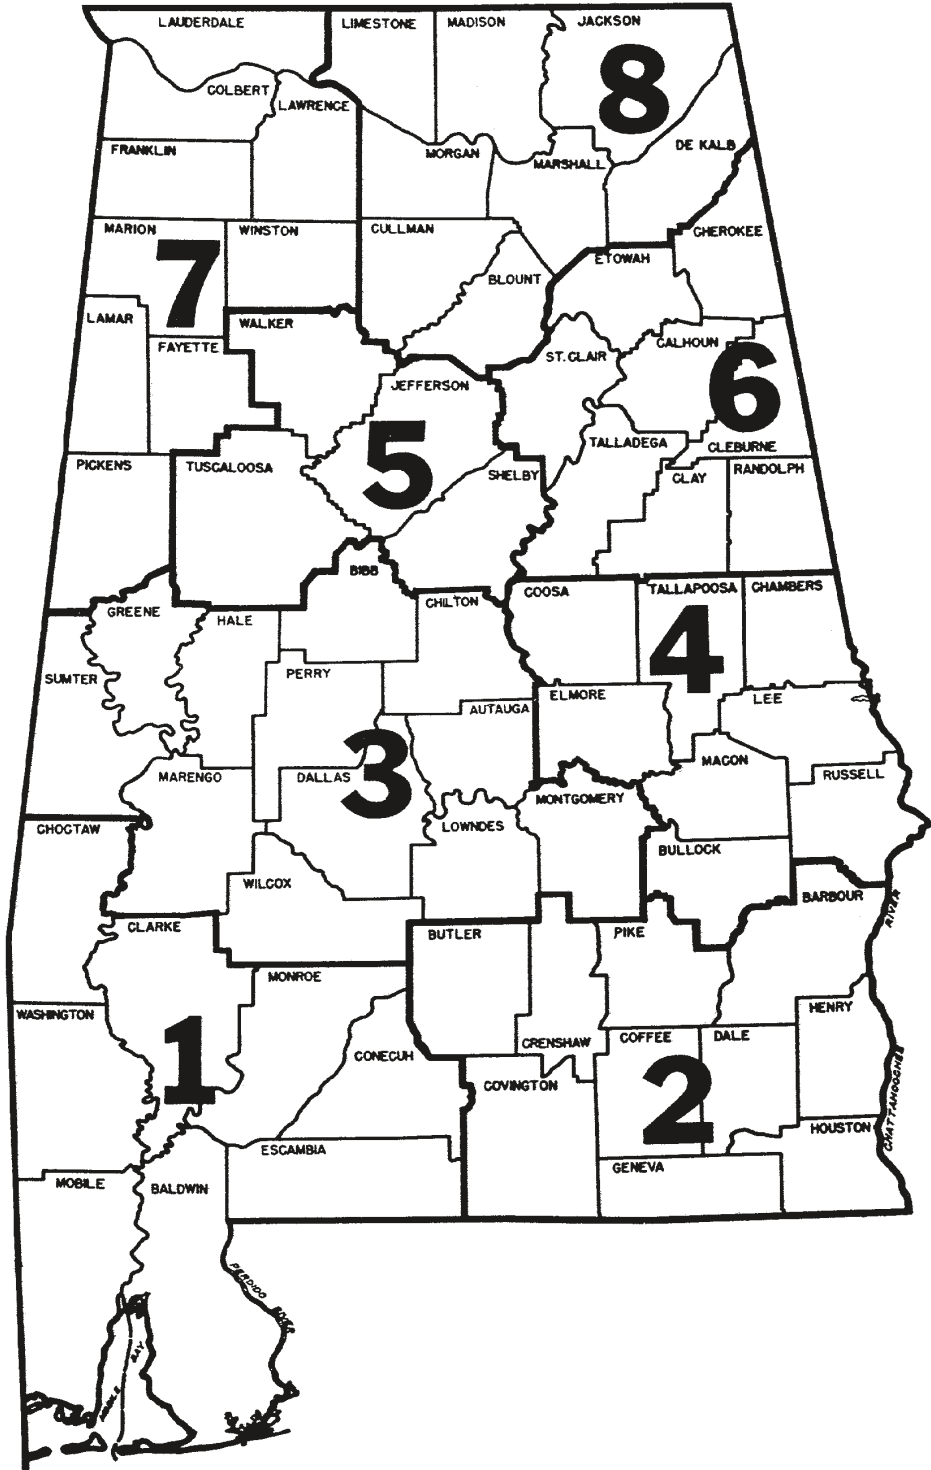 LAUDERDALE
LIMESTONE
MADISON
JACKSON
8
COLBERT
LAWRENCE
FRANKLIN
MORGAN
MARSHALL
DE KALB
MARION
WINSTON
CULLMAN
CHEROKEE
7
ETOWAH
BLOUNT
LAMAR
WALKER
FAYETTE
ST. CLAIR
CALHOUN
6
JEFFERSON
5
TALLADEGA
CLEBURNE
PICKENS
TUSCALOOSA
SHELBY
CLAY
RANDOLPH
BIBB
GREENE
HALE
CHILTON
COOSA
TALLAPOOSA
CHAMBERS
4
SUMTER
PERRY
AUTAUGA
ELMORE
LEE
3
MARENGO
DALLAS
MACON
RUSSELL
MONTGOMERY
CHOCTAW
LOWNDES
BULLOCK
WILCOX
BARBOUR
CLARKE
BUTLER
PIKE
RIVER
MONROE
WASHINGTON
HENRY
1
CONECUH
CRENSHAW
COFFEE
DALE
2
COVINGTON
CHATTAHOOCHEE
HOUSTON
ESCAMBIA
GENEVA
MOBILE
BALDWIN
PERDIDO RIVER
MOBILE BAY